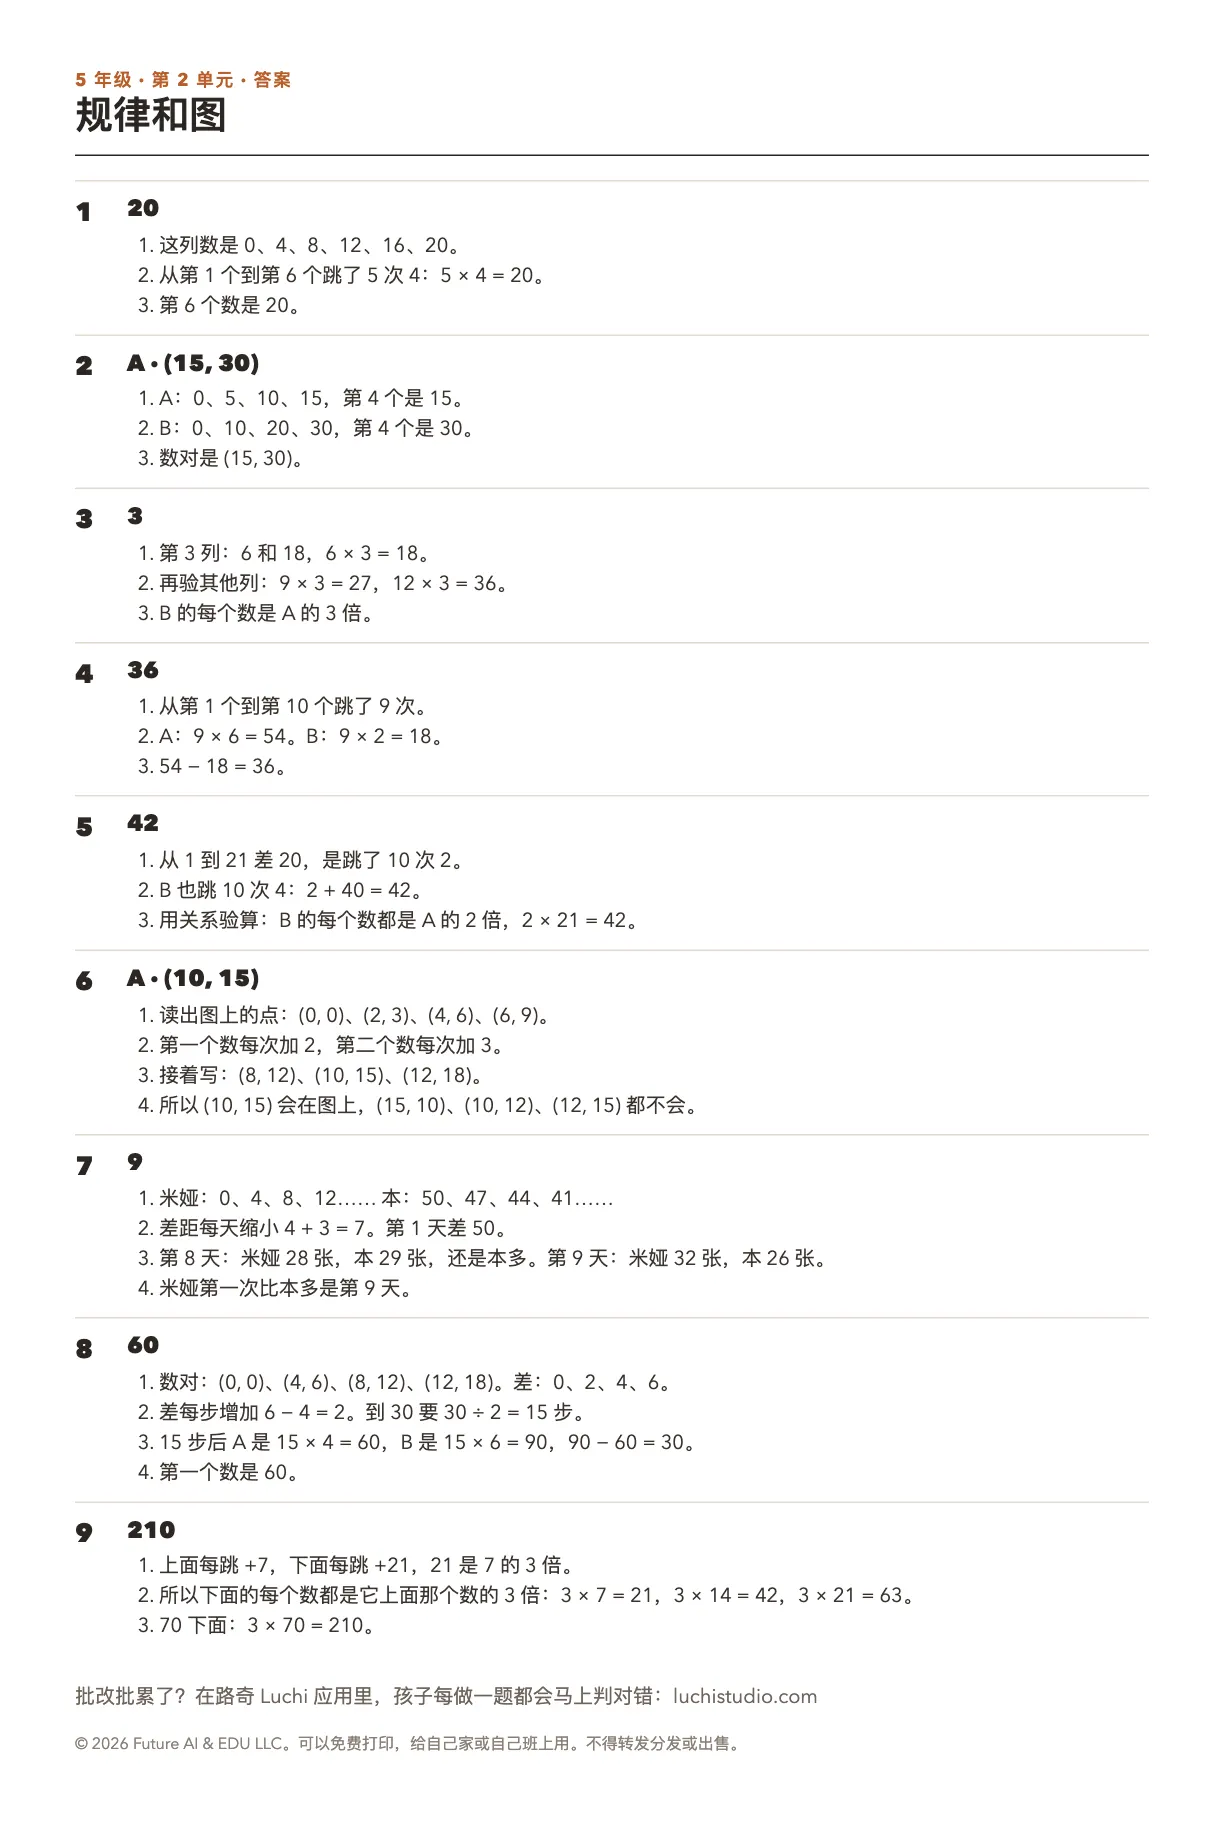 5 年级 · 第 2 单元 · 答案
规律和图
1 20
1. 这列数是 0、4、8、12、16、20。
2. 从第 1 个到第 6 个跳了 5 次 4：5 × 4 = 20。
3. 第 6 个数是 20。
2 A · (15, 30)
1. A：0、5、10、15，第 4 个是 15。
2. B：0、10、20、30，第 4 个是 30。
3. 数对是 (15, 30)。
3 3
1. 第 3 列：6 和 18，6 × 3 = 18。
2. 再验其他列：9 × 3 = 27，12 × 3 = 36。
3. B 的每个数是 A 的 3 倍。
4 36
1. 从第 1 个到第 10 个跳了 9 次。
2. A：9 × 6 = 54。B：9 × 2 = 18。
3. 54 − 18 = 36。
5 42
1. 从 1 到 21 差 20，是跳了 10 次 2。
2. B 也跳 10 次 4：2 + 40 = 42。
3. 用关系验算：B 的每个数都是 A 的 2 倍，2 × 21 = 42。
6 A · (10, 15)
1. 读出图上的点：(0, 0)、(2, 3)、(4, 6)、(6, 9)。
2. 第一个数每次加 2，第二个数每次加 3。
3. 接着写：(8, 12)、(10, 15)、(12, 18)。
4. 所以 (10, 15) 会在图上，(15, 10)、(10, 12)、(12, 15) 都不会。
7 9
1. 米娅：0、4、8、12…… 本：50、47、44、41……
2. 差距每天缩小 4 + 3 = 7。第 1 天差 50。
3. 第 8 天：米娅 28 张，本 29 张，还是本多。第 9 天：米娅 32 张，本 26 张。
4. 米娅第一次比本多是第 9 天。
8 60
1. 数对：(0, 0)、(4, 6)、(8, 12)、(12, 18)。差：0、2、4、6。
2. 差每步增加 6 − 4 = 2。到 30 要 30 ÷ 2 = 15 步。
3. 15 步后 A 是 15 × 4 = 60，B 是 15 × 6 = 90，90 − 60 = 30。
4. 第一个数是 60。
9 210
1. 上面每跳 +7，下面每跳 +21，21 是 7 的 3 倍。
2. 所以下面的每个数都是它上面那个数的 3 倍：3 × 7 = 21，3 × 14 = 42，3 × 21 = 63。
3. 70 下面：3 × 70 = 210。
批改批累了？在路奇 Luchi 应用里，孩子每做一题都会马上判对错：luchistudio.com
© 2026 Future AI & EDU LLC。可以免费打印，给自己家或自己班上用。不得转发分发或出售。